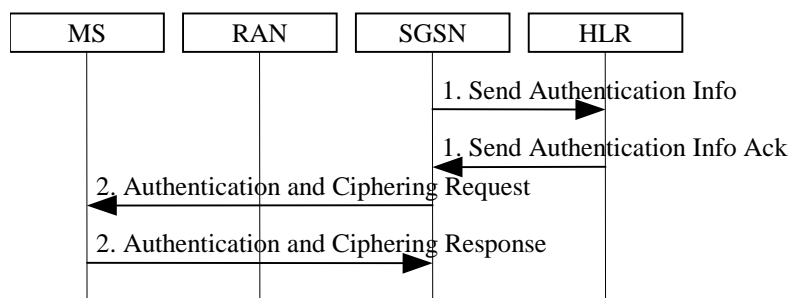 MS RAN SGSN HLR
1. Send Authentication Info
1. Send Authentication Info Ack
2. Authentication and Ciphering Request
2. Authentication and Ciphering Response